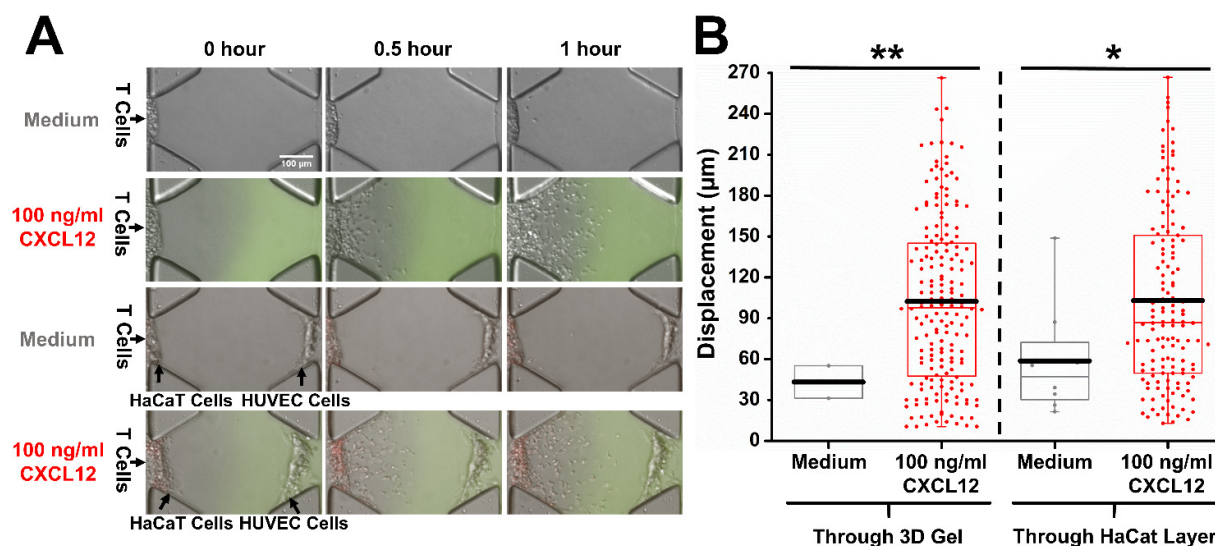 A
0 hour
0.5 hour
1 hour
Medium
T Cells
100 µm
100 ng/ml
CXCL12
T Cells
Medium
T Cells
HaCaT Cells
HUVEC Cells
100 ng/ml
CXCL12
T Cells
HaCaT Cells
HUVEC Cells
B
**
*
Displacement (µm)
270
240
210
180
150
120
90
60
30
0
Medium
100 ng/ml
CXCL12
Medium
100 ng/ml
CXCL12
Through 3D Gel
Through HaCat Layer